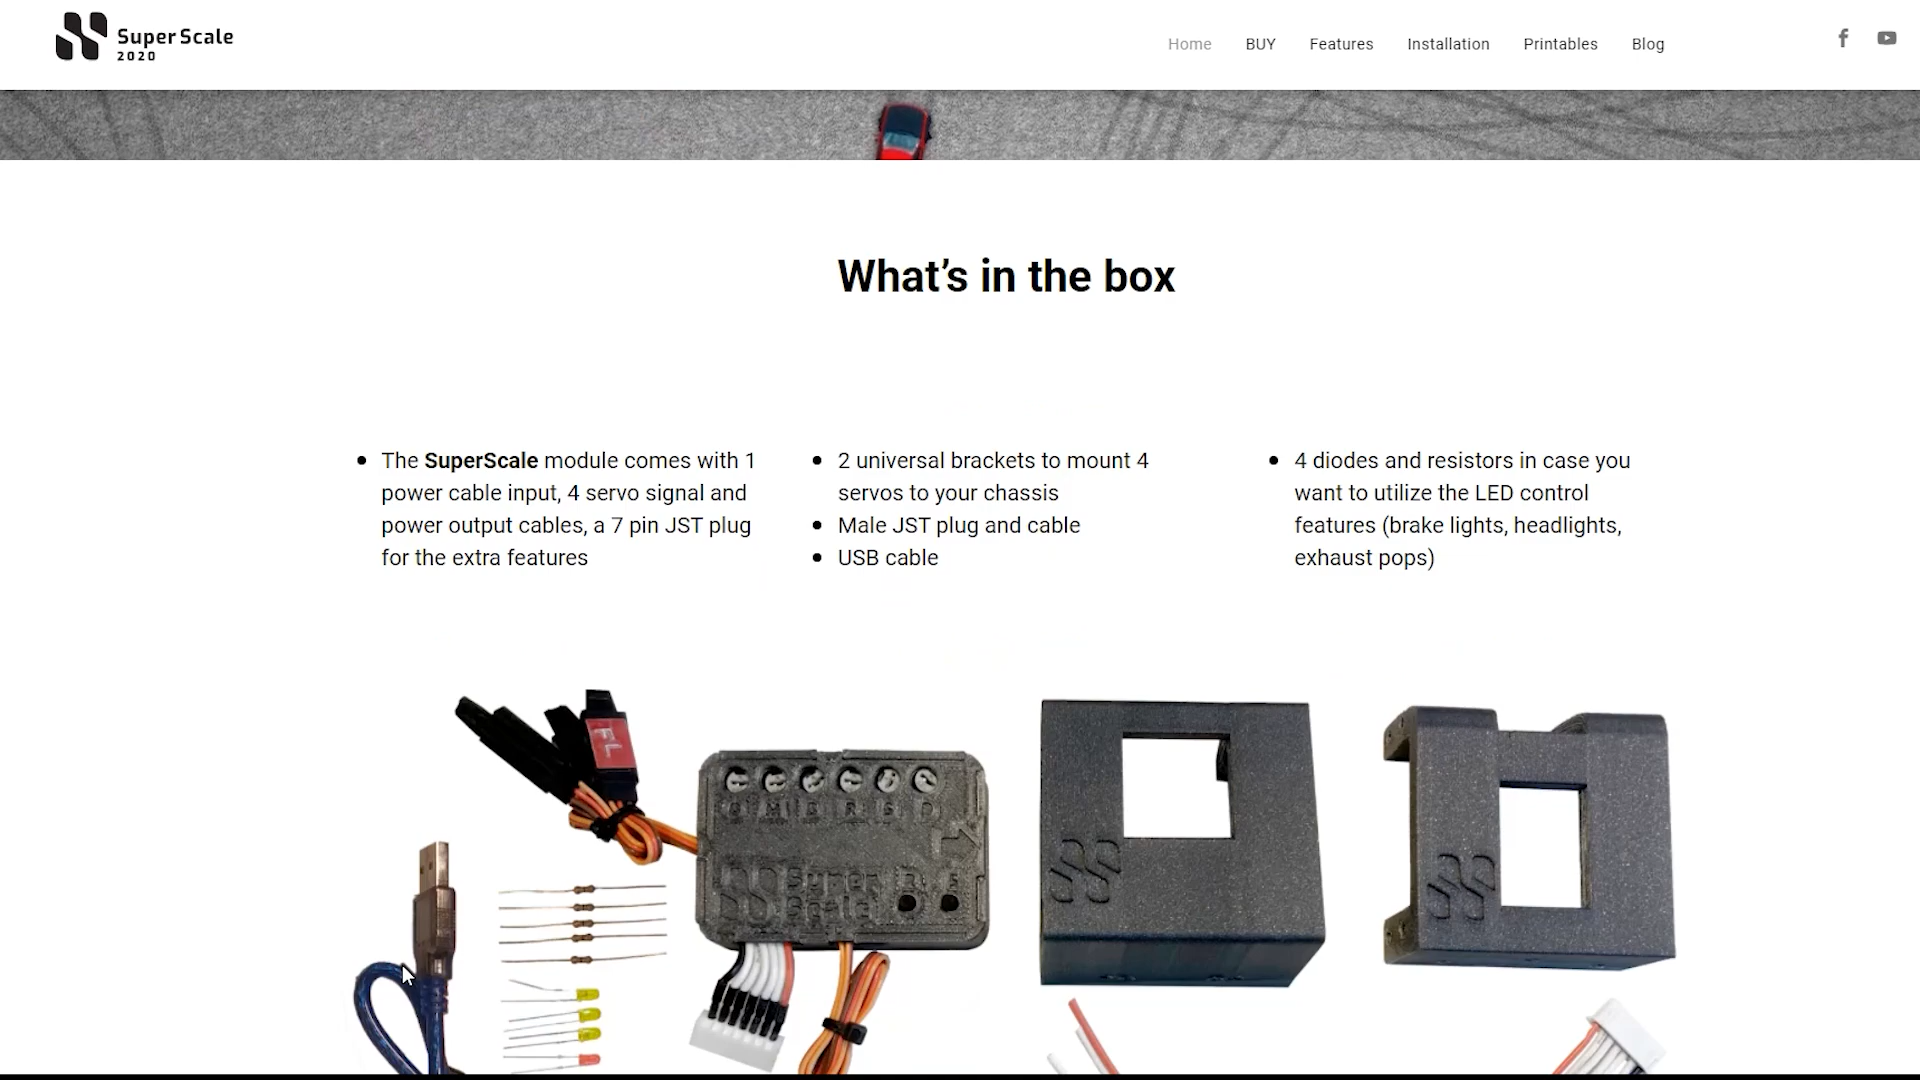 Super Scale
2020
Home
BUY
Features
Installation
Printables
Blog
What's in the box
The SuperScale module comes with 1
power cable input, 4 servo signal and
power output cables, a 7 pin JST plug
for the extra features
2 universal brackets to mount 4
servos to your chassis
Male JST plug and cable
USB cable
4 diodes and resistors in case you
want to utilize the LED control
features (brake lights, headlights,
exhaust pops)
FL
Super
Scale